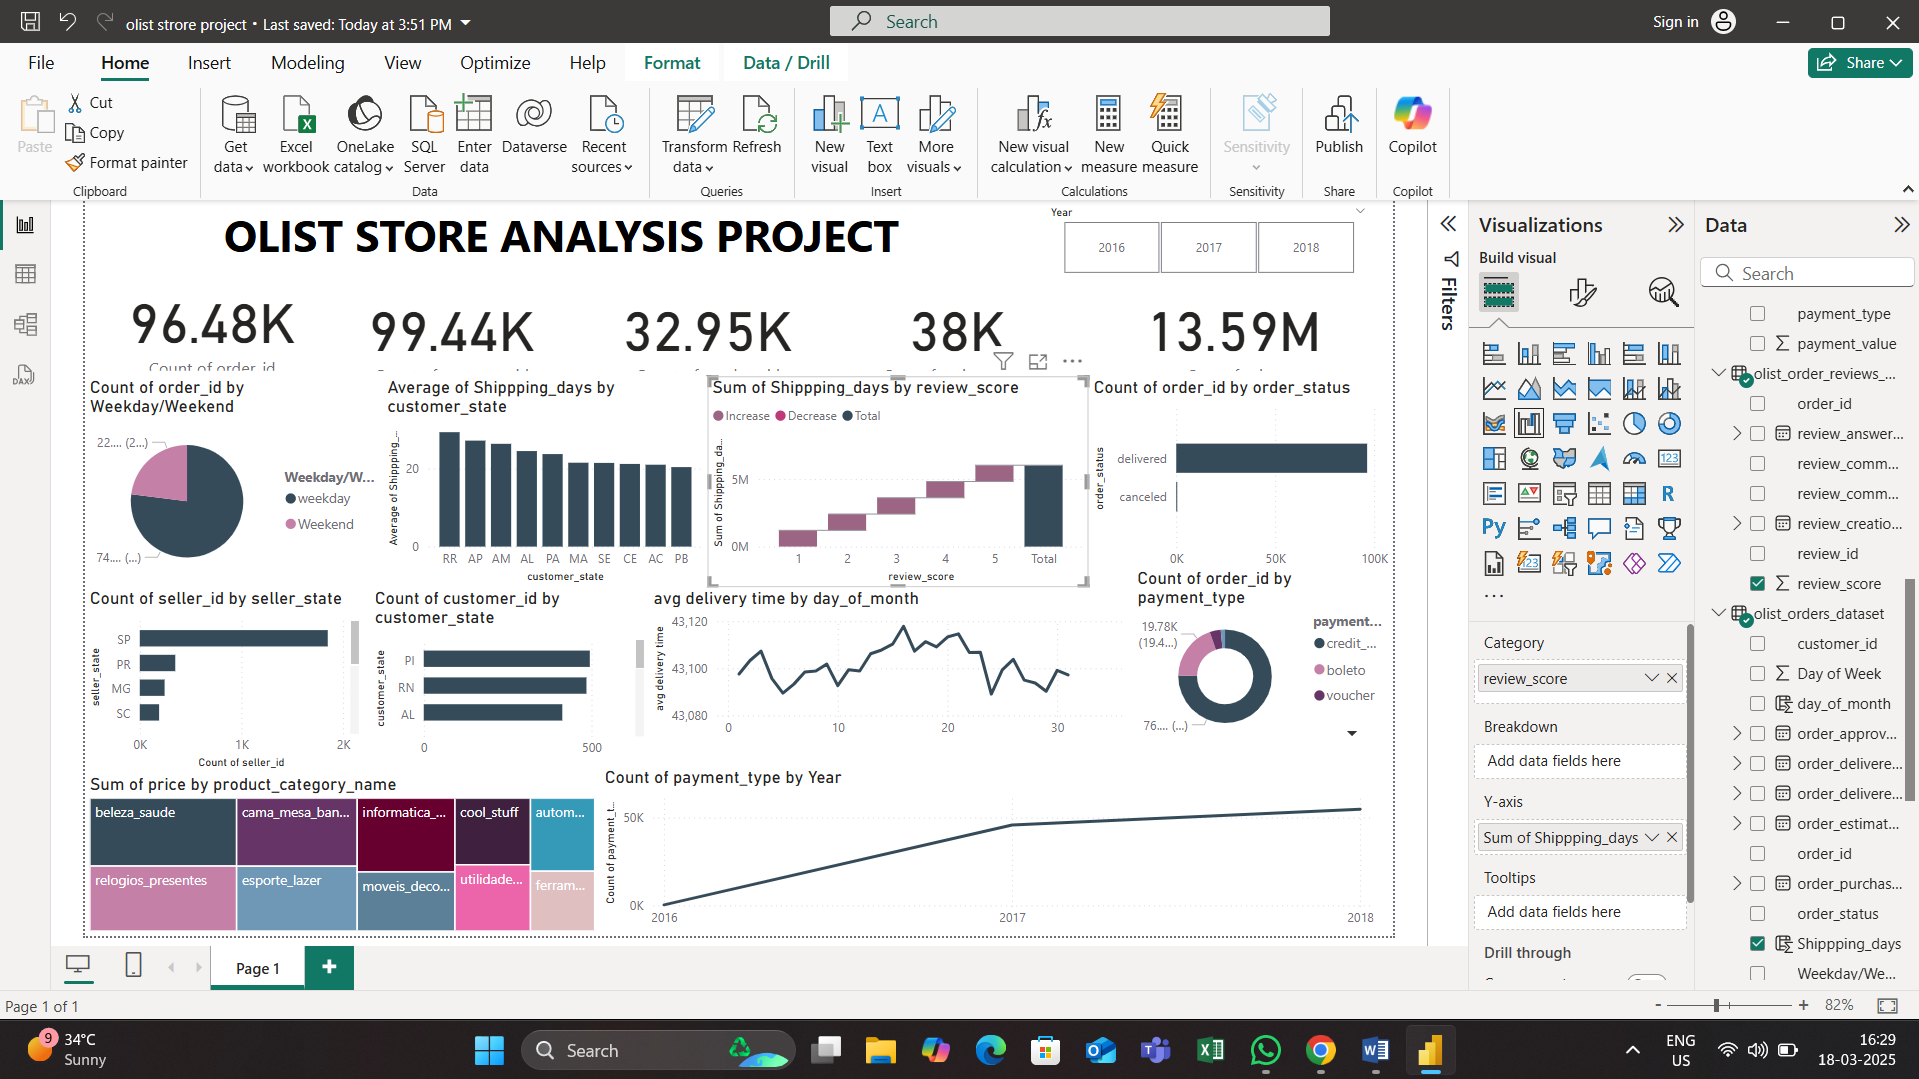 olist strore project • Last saved: Today at 3:51 PM
Search
Sign in
File
Home
Insert
Modeling
View
Optimize
Help
Format
Data / Drill
Share
Paste
Cut
Copy
Format painter
Clipboard
Get data
Excel workbook
OneLake catalog
SQL Server
Enter data
Dataverse
Recent sources
Data
Transform data
Refresh
Queries
New visual
Text box
More visuals
Insert
New visual calculation
New measure
Quick measure
Calculations
Sensitivity
Sensitivity
Publish
Share
Copilot
Copilot
OLIST STORE ANALYSIS PROJECT
Year
2016
2017
2018
96.48K
Count of order_id
99.44K
32.95K
38K
13.59M
Count of order_id by
Weekday/Weekend
22.... (2...)
74.... (...)
Weekday/W...
weekday
Weekend
Average of Shippping_days by
customer_state
Average of Shippping_...
20
0
RR AP AM AL PA MA SE CE AC PB
customer_state
Sum of Shippping_days by review_score
Increase Decrease Total
Sum of Shippping_da...
5M
0M
1 2 3 4 5 Total
review_score
Count of order_id by order_status
order_status
delivered
canceled
0K 50K 100K
Count of seller_id by seller_state
seller_state
SP
PR
MG
SC
0K 1K 2K
Count of seller_id
Count of customer_id by
customer_state
customer_state
PI
RN
AL
0 500
avg delivery time by day_of_month
avg delivery time
43,120
43,100
43,080
0 10 20 30
Count of order_id by
payment_type
19.78K
(19.4...)
76.... (...)
payment...
credit_...
boleto
voucher
Sum of price by product_category_name
beleza_saude
cama_mesa_ban...
informatica_...
cool_stuff
autom...
relogios_presentes
esporte_lazer
moveis_deco...
utilidade...
ferram...
Count of payment_type by Year
Count of payment_t...
50K
0K
2016 2017 2018
Filters
Visualizations
Build visual
123
R
Py
...
Category
review_score
Breakdown
Add data fields here
Y-axis
Sum of Shippping_days
Tooltips
Add data fields here
Drill through
Data
Search
payment_type
payment_value
olist_order_reviews_...
order_id
review_answer...
review_comm...
review_comm...
review_creatio...
review_id
review_score
olist_orders_dataset
customer_id
Day of Week
day_of_month
order_approv...
order_delivere...
order_delivere...
order_estimat...
order_id
order_purchas...
order_status
Shippping_days
Weekday/We...
Page 1
Page 1 of 1
- + 82%
9
34°C
Sunny
Search
ENG
US
16:29
18-03-2025